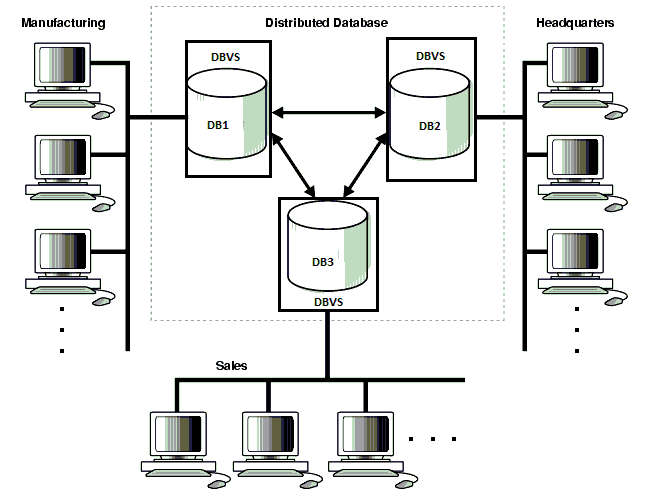 Manufacturing
Distributed Database
Headquarters
DBVS
DBVS
DB1
DB2
DB3
DBVS
Sales